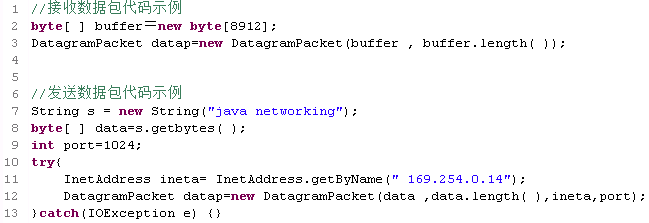 1 //接收数据包代码示例
2 byte[ ] buffer＝new byte[8912];
3 DatagramPacket datap=new DatagramPacket(buffer , buffer.length( ));
4
5
6 //发送数据包代码示例
7 String s = new String("java networking");
8 byte[ ] data=s.getbytes( );
9 int port=1024;
10 try{
11     InetAddress ineta= InetAddress.getByName(" 169.254.0.14");
12     DatagramPacket datap=new DatagramPacket(data ,data.length( ),ineta,port);
13 }catch(IOException e) {}